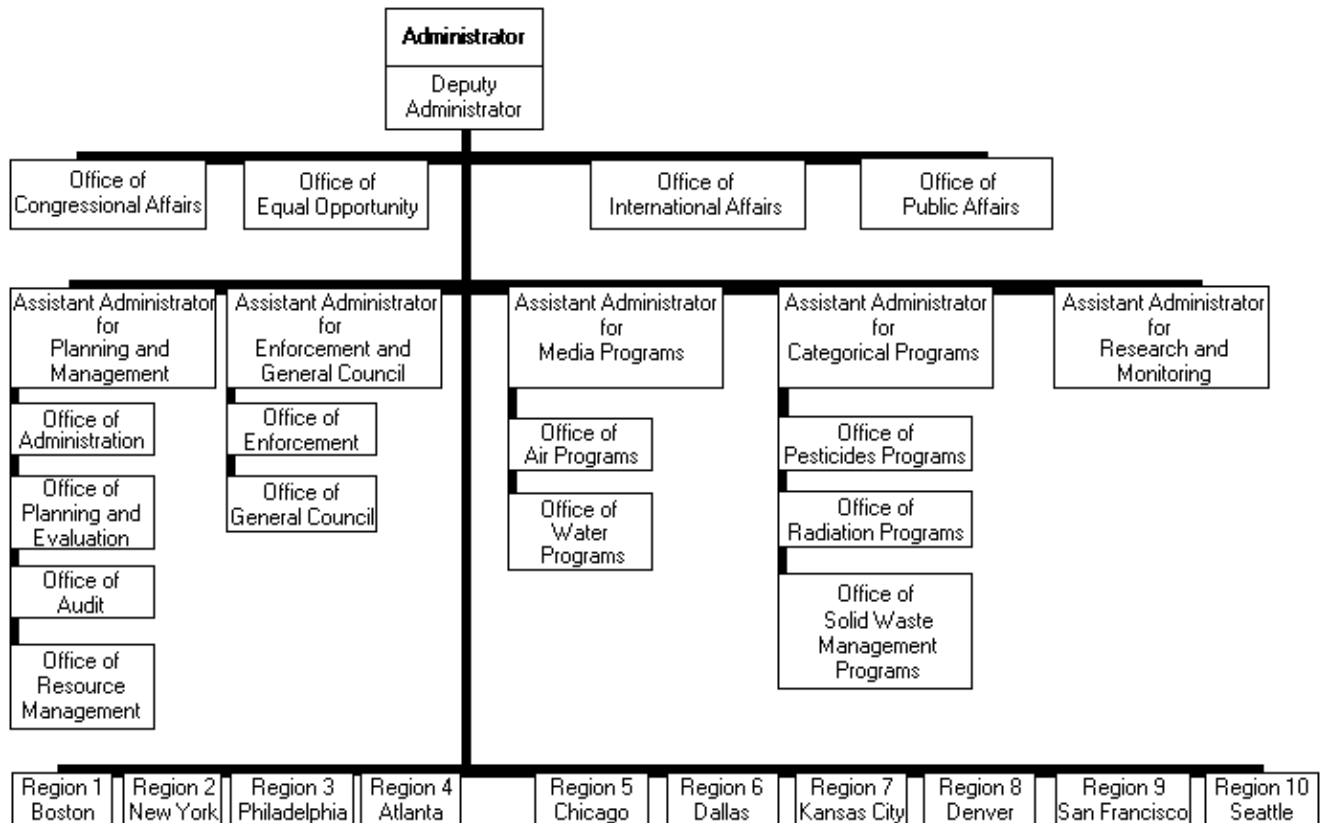 Administrator
Deputy
Administrator
Office of
Congressional Affairs
Office of
Equal Opportunity
Office of
International Affairs
Office of
Public Affairs
Assistant Administrator
for
Planning and
Management
Assistant Administrator
for
Enforcement and
General Council
Assistant Administrator
for
Media Programs
Assistant Administrator
for
Categorical Programs
Assistant Administrator
for
Research and
Monitoring
Office of
Administration
Office of
Planning and
Evaluation
Office of
Audit
Office of
Resource
Management
Office of
Enforcement
Office of
General Council
Office of
Air Programs
Office of
Water
Programs
Office of
Pesticides Programs
Office of
Radiation Programs
Office of
Solid Waste
Management
Programs
Region 1
Boston
Region 2
New York
Region 3
Philadelphia
Region 4
Atlanta
Region 5
Chicago
Region 6
Dallas
Region 7
Kansas City
Region 8
Denver
Region 9
San Francisco
Region 10
Seattle